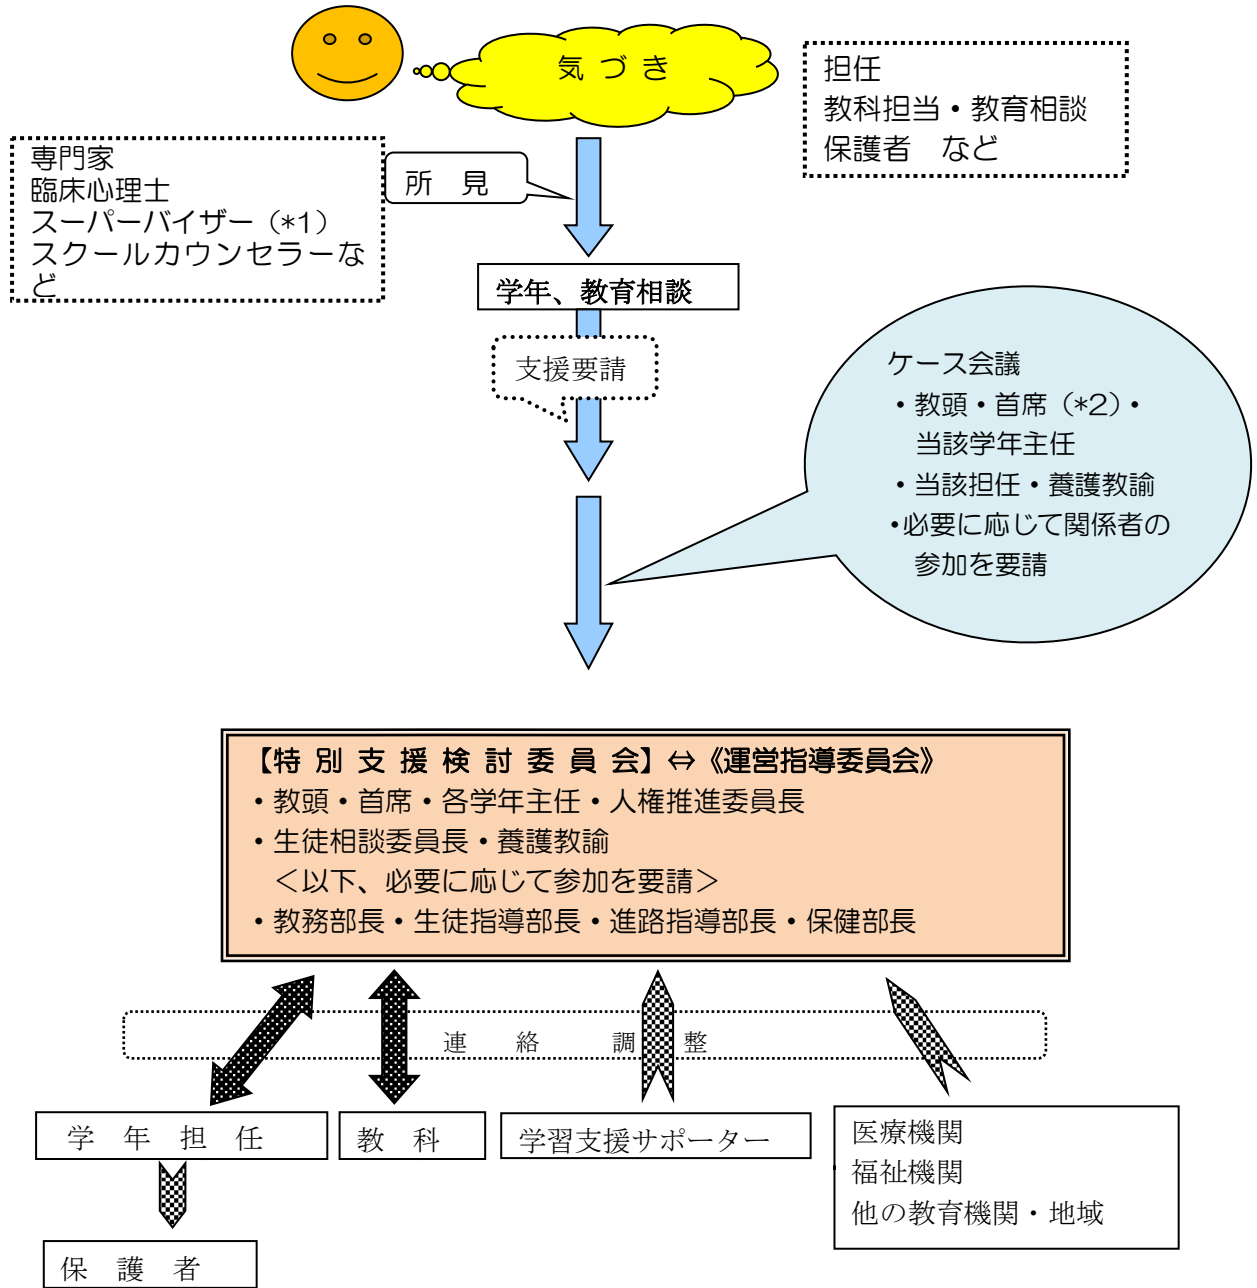 気 づ き
担任
教科担当・教育相談
保護者　など
専門家
臨床心理士
スーパーバイザー（*1）
スクールカウンセラーな
ど
所　見
学年、教育相談
支援要請
ケース会議
・教頭・首席（*2）・
当該学年主任
・当該担任・養護教諭
・必要に応じて関係者の
参加を要請
【特 別 支 援 検 討 委 員 会】⇔《運営指導委員会》
・教頭・首席・各学年主任・人権推進委員長
・生徒相談委員長・養護教諭
＜以下、必要に応じて参加を要請＞
・教務部長・生徒指導部長・進路指導部長・保健部長
連　絡　調　整
学　年　担　任
教　科
学習支援サポーター
医療機関
福祉機関
他の教育機関・地域
保　護　者